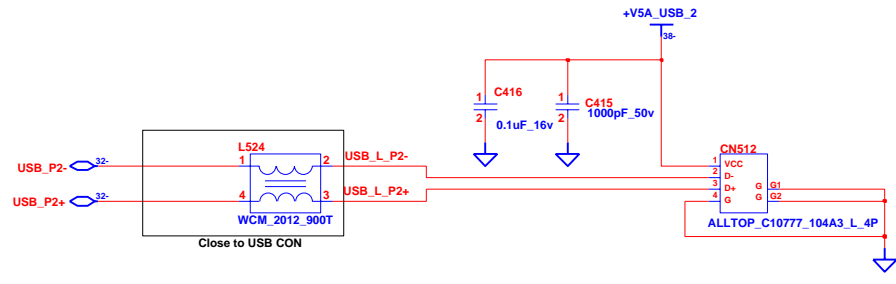 +V5A_USB_2
38-
1
C416
2
0.1uF_16v
1
C415
2
1000pF_50v
CN512
1
VCC
2
D-
3
D+
4
G
G
G1
G
G2
ALLTOP_C10777_104A3_L_4P
L524
USB_P2-
32-
1
2
USB_L_P2-
USB_P2+
32-
4
3
USB_L_P2+
WCM_2012_900T
Close to USB CON